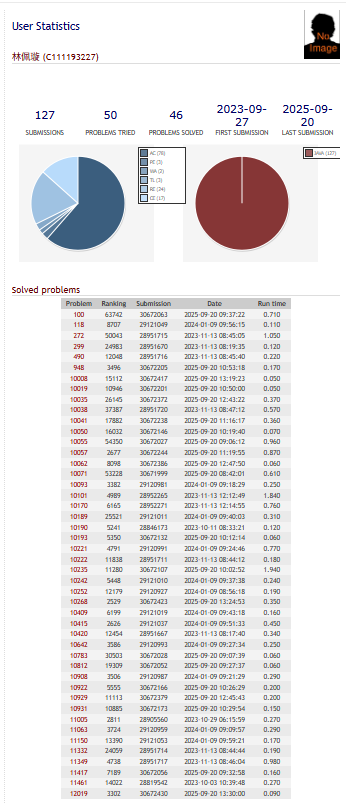 User Statistics
No
Image
林佩璇 (C111193227)
127 50 46 2023-09-27 2025-09-20
SUBMISSIONS PROBLEMS TRIED PROBLEMS SOLVED FIRST SUBMISSION LAST SUBMISSION
AC (76)
RE (3)
WA (2)
TL (3)
RE (24)
CE (17)
JAVA (127)
Solved problems
Problem Ranking Submission Date Run time
100 63742 30672063 2025-09-20 09:37:22 0.710
118 8707 29121049 2024-01-09 09:56:15 0.110
272 50043 28951715 2023-11-13 08:45:05 1.050
299 24983 28951670 2023-11-13 08:19:35 0.120
490 12048 28951716 2023-11-13 08:45:40 0.220
948 3496 30672205 2025-09-20 10:53:18 0.170
10008 15112 30672417 2025-09-20 13:19:23 0.050
10019 10946 30672201 2025-09-20 10:50:00 0.050
10035 26145 30672372 2025-09-20 12:43:22 0.370
10038 37387 28951720 2023-11-13 08:47:12 0.570
10041 17882 30672238 2025-09-20 11:16:17 0.360
10050 16032 30672146 2025-09-20 10:19:40 0.070
10055 54350 30672027 2025-09-20 09:06:12 0.960
10057 2677 30672244 2025-09-20 11:19:55 0.870
10062 8098 30672386 2025-09-20 12:47:50 0.060
10071 53228 30671999 2025-09-20 08:42:01 0.610
10093 3382 29120981 2024-01-09 09:18:29 0.250
10101 4989 28952265 2023-11-13 12:12:49 1.840
10170 6165 28952271 2023-11-13 12:14:55 0.760
10189 25521 29121011 2024-01-09 09:40:03 0.310
10190 5241 28846173 2023-10-11 08:33:21 0.120
10193 5350 30672132 2025-09-20 10:12:14 0.060
10221 4791 29120991 2024-01-09 09:24:46 0.770
10222 11838 28951711 2023-11-13 08:44:12 0.180
10235 11280 30672107 2025-09-20 10:02:52 1.940
10242 5448 29121010 2024-01-09 09:37:38 0.240
10252 12179 29120927 2024-01-09 08:56:18 0.190
10268 2529 30672423 2025-09-20 13:24:53 0.350
10409 6199 29121019 2024-01-09 09:43:18 0.160
10415 2626 29121037 2024-01-09 09:51:33 0.450
10420 12454 28951667 2023-11-13 08:17:40 0.340
10642 3586 29120993 2024-01-09 09:27:34 0.250
10783 30503 30672028 2025-09-20 09:07:39 0.060
10812 19309 30672052 2025-09-20 09:27:37 0.060
10908 3506 29120987 2024-01-09 09:21:29 0.290
10922 5555 30672166 2025-09-20 10:26:29 0.200
10929 11113 30672379 2025-09-20 12:45:43 0.200
10931 10885 30672173 2025-09-20 10:29:54 0.150
11005 2811 28905560 2023-10-29 06:15:59 0.270
11063 3724 29120959 2024-01-09 09:09:57 0.290
11150 13390 29121053 2024-01-09 09:59:21 0.170
11332 24059 28951714 2023-11-13 08:44:44 0.190
11349 4738 28951717 2023-11-13 08:46:04 0.980
11417 7189 30672056 2025-09-20 09:32:58 0.160
11461 14022 28819542 2023-10-03 10:39:48 0.270
12019 3302 30672430 2025-09-20 13:30:00 0.090